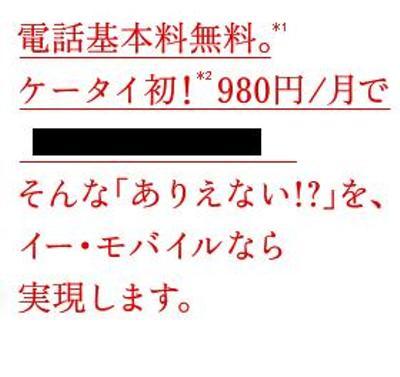 電話基本料無料。*1
ケータイ初!*2 980円/月で
そんな「ありえない!?」を、
イー・モバイルなら
実現します。